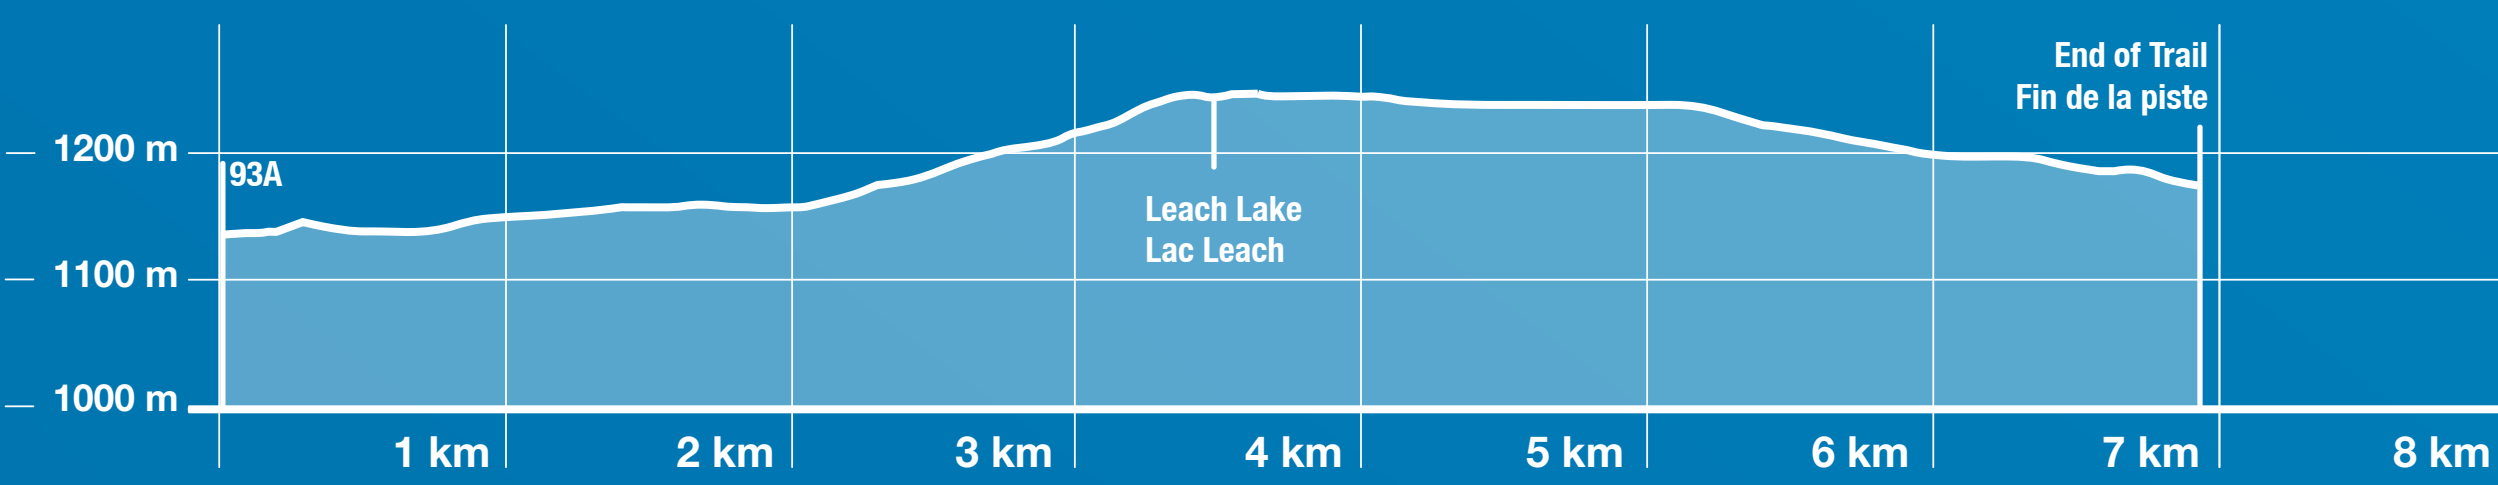 End of Trail
Fin de la piste
1200 m
93A
Leach Lake
Lac Leach
1100 m
1000 m
1 km
2 km
3 km
4 km
5 km
6 km
7 km
8 km